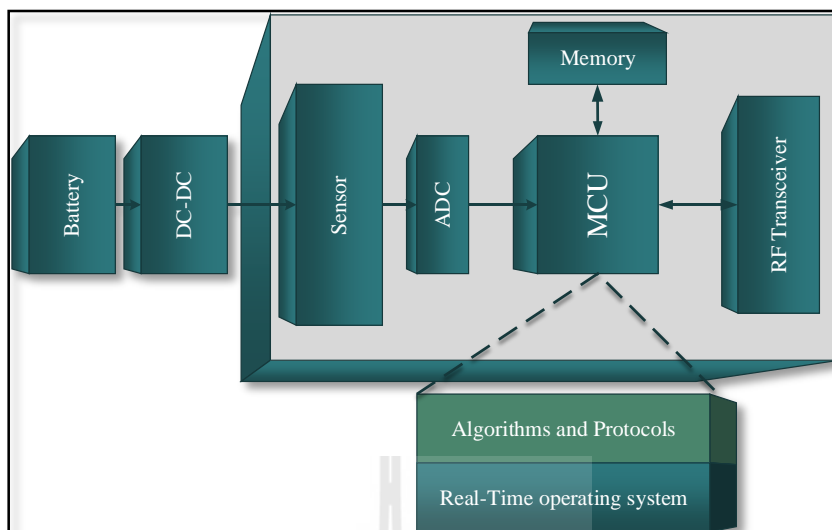 Memory
Battery
DC-DC
Sensor
ADC
MCU
RF Transceiver
Algorithms and Protocols
Real-Time operating system